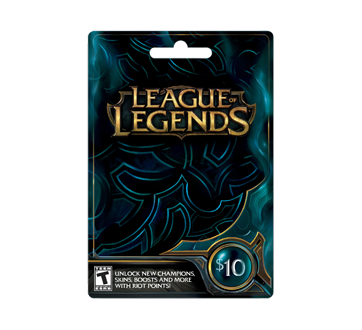 LEAGUE OF
LEGENDS
$10
T
UNLOCK NEW CHAMPIONS,
SKINS, BOOSTS AND MORE
WITH RIOT POINTS!